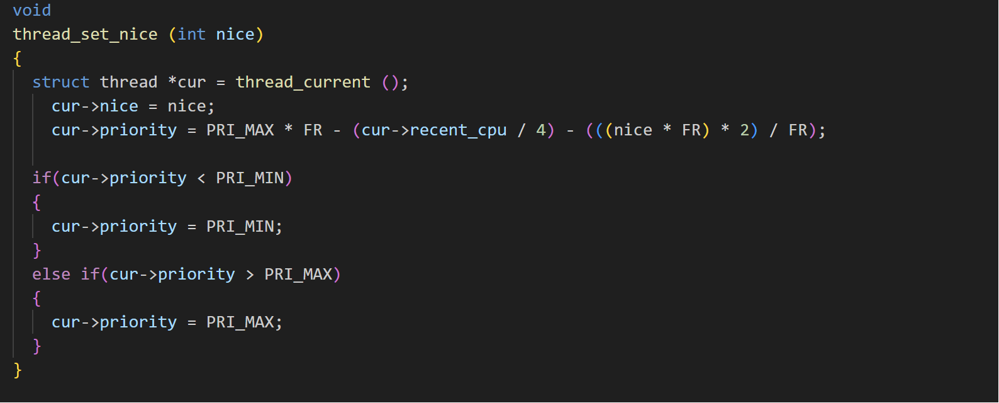 void
thread_set_nice (int nice)
{
  struct thread *cur = thread_current ();
    cur->nice = nice;
    cur->priority = PRI_MAX * FR - (cur->recent_cpu / 4) - (((nice * FR) * 2) / FR);

  if(cur->priority < PRI_MIN)
  {
    cur->priority = PRI_MIN;
  }
  else if(cur->priority > PRI_MAX)
  {
    cur->priority = PRI_MAX;
  }
}